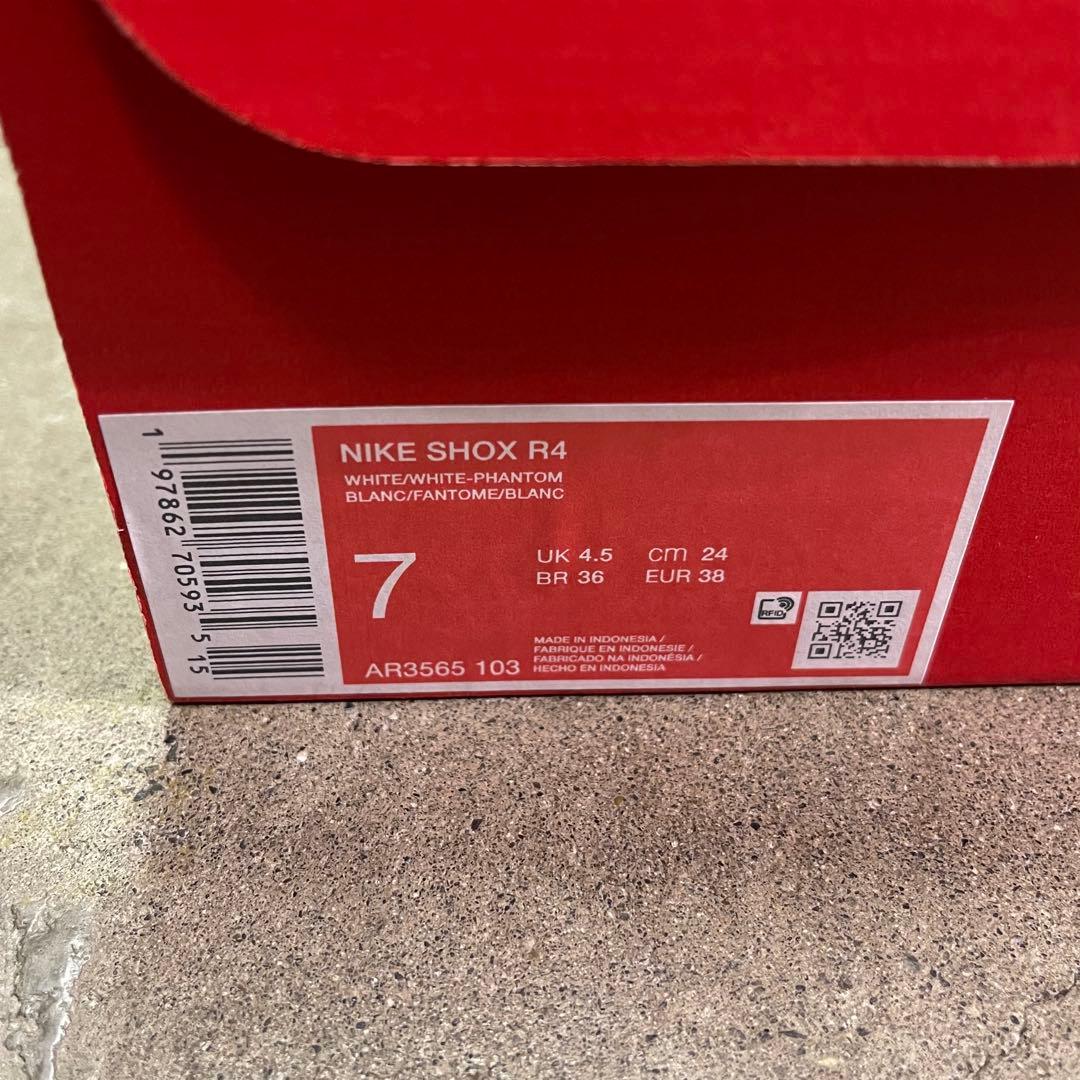 NIKE SHOX R4
WHITE/WHITE-PHANTOM
BLANC/FANTOME/BLANC
7
UK 4.5 cm 24
BR 36 EUR 38
RFID
MADE IN INDONESIA /
FABRIQUE EN INDONESIE /
FABRICADO NA INDONÉSIA /
HECHO EN INDONESIA
AR3565 103
1 97862 70593 5 15